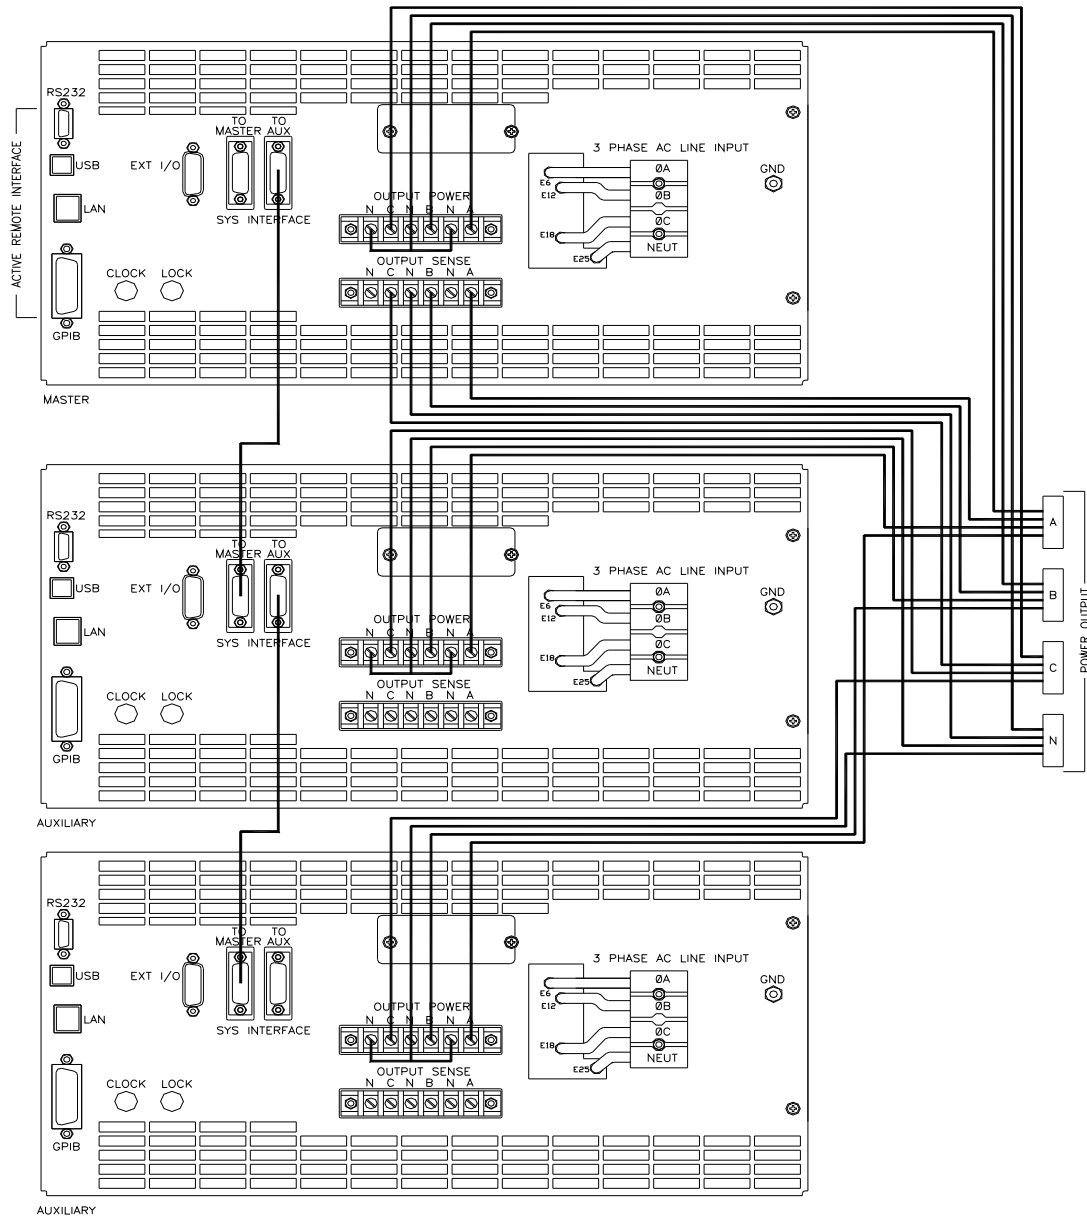 RS232
TO
MASTER
TO
AUX
3 PHASE AC LINE INPUT
USB
EXT I/O
ØA
GND
E6
E12
ØB
LAN
SYS INTERFACE
OUTPUT POWER
N C N B N A
ØC
E18
NEUT
E25
OUTPUT SENSE
N C N B N A
CLOCK
LOCK
GPIB
ACTIVE REMOTE INTERFACE
MASTER
RS232
TO
MASTER
TO
AUX
3 PHASE AC LINE INPUT
USB
EXT I/O
ØA
GND
E6
E12
ØB
LAN
SYS INTERFACE
OUTPUT POWER
N C N B N A
ØC
E18
NEUT
E25
OUTPUT SENSE
N C N B N A
CLOCK
LOCK
GPIB
AUXILIARY
A
B
C
N
POWER OUTPUT
RS232
TO
MASTER
TO
AUX
3 PHASE AC LINE INPUT
USB
EXT I/O
ØA
GND
E6
E12
ØB
LAN
SYS INTERFACE
OUTPUT POWER
N C N B N A
ØC
E18
NEUT
E25
OUTPUT SENSE
N C N B N A
CLOCK
LOCK
GPIB
AUXILIARY